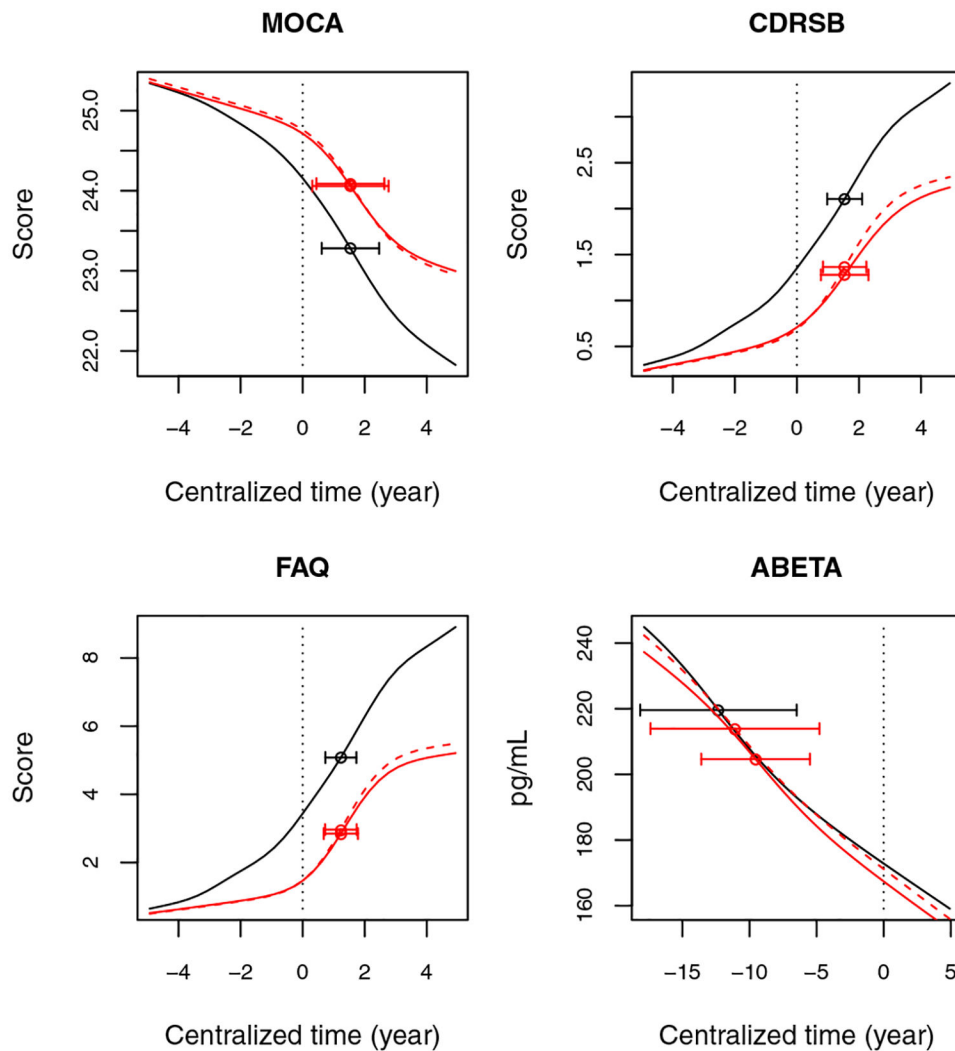 MOCA
Score
25.0
24.0
23.0
22.0
−4 −2 0 2 4
Centralized time (year)
CDRSB
Score
2.5
1.5
0.5
−4 −2 0 2 4
Centralized time (year)
FAQ
Score
8
6
4
2
−4 −2 0 2 4
Centralized time (year)
ABETA
pg/mL
240
220
200
180
160
−15 −10 −5 0 5
Centralized time (year)